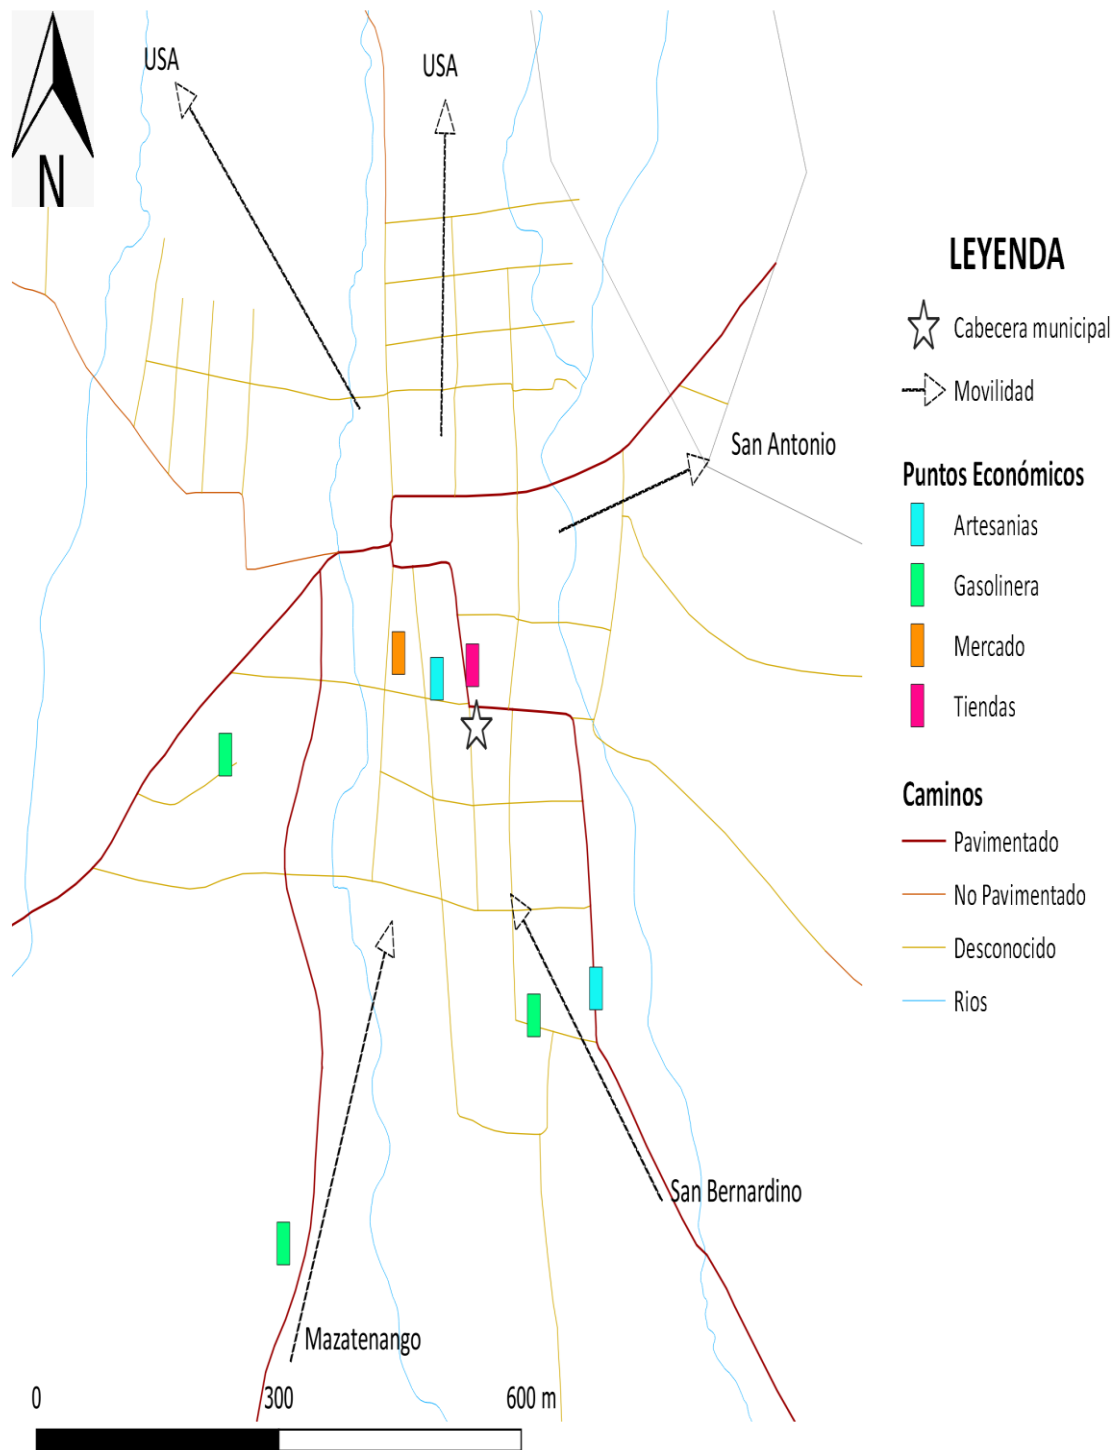 USA
USA
N
San Antonio
San Bernardino
Mazatenango
0 300 600 m
LEYENDA
Cabecera municipal
Movilidad
Puntos Económicos
Artesanias
Gasolinera
Mercado
Tiendas
Caminos
Pavimentado
No Pavimentado
Desconocido
Rios